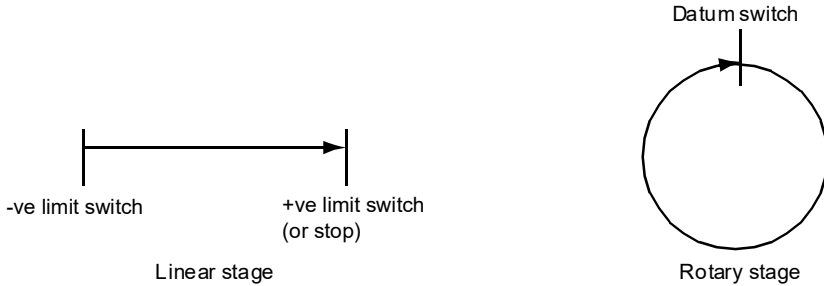 Datum switch
-ve limit switch
+ve limit switch
(or stop)
Linear stage
Rotary stage